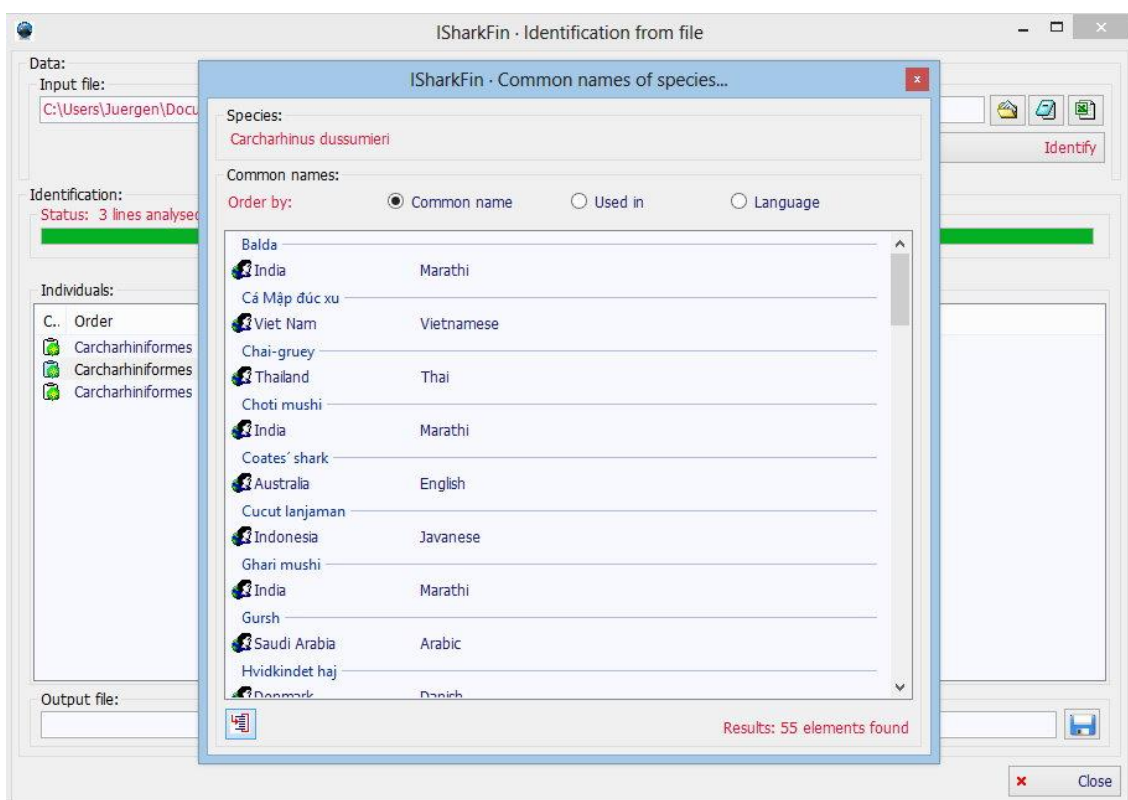 ISharkFin · Identification from file
Data:
Input file:
C:\Users\Juergen\Docu
Identify
Identification:
Status: 3 lines analysed
Individuals:
C.. Order
Carcharhiniformes
Carcharhiniformes
Carcharhiniformes
Output file:
Close
ISharkFin · Common names of species...
Species:
Carcharhinus dussumieri
Common names:
Order by: Common name Used in Language
Balda
India Marathi
Cá Mập đúc xu
Viet Nam Vietnamese
Chai-gruey
Thailand Thai
Choti mushi
India Marathi
Coates´ shark
Australia English
Cucut lanjaman
Indonesia Javanese
Ghari mushi
India Marathi
Gursh
Saudi Arabia Arabic
Hvidkindet haj
Denmark Danish
Results: 55 elements found